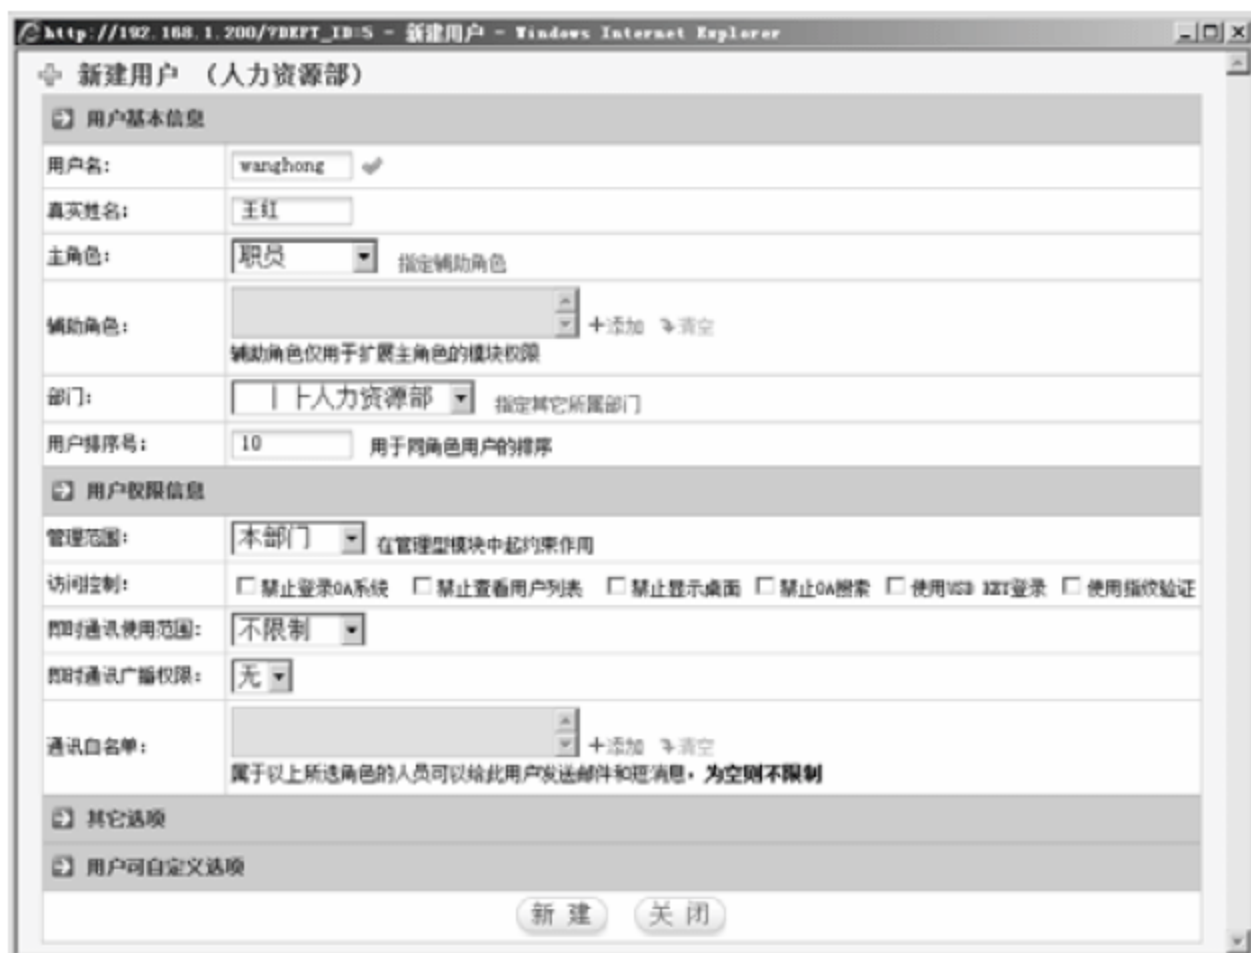 http://192.168.1.200/?DEPT_ID=5 - 新建用户 - Windows Internet Explorer
新建用户 （人力资源部）
用户基本信息
用户名: wanghong
真实姓名: 王红
主角色: 职员 指定辅助角色
辅助角色: 添加 清空
辅助角色仅用于扩展主角色的模块权限
部门: │├人力资源部 指定其它所属部门
用户排序号: 10 用于同角色用户的排序
用户权限信息
管理范围: 本部门 在管理型模块中起约束作用
访问控制: 禁止登录OA系统 禁止查看用户列表 禁止显示桌面 禁止OA搜索 使用USB KEY登录 使用指纹验证
即时通讯使用范围: 不限制
即时通讯广播权限: 无
通讯白名单: 添加 清空
属于以上所选角色的人员可以给此用户发送邮件和短消息，为空则不限制
其它选项
用户可自定义选项
新建 关闭